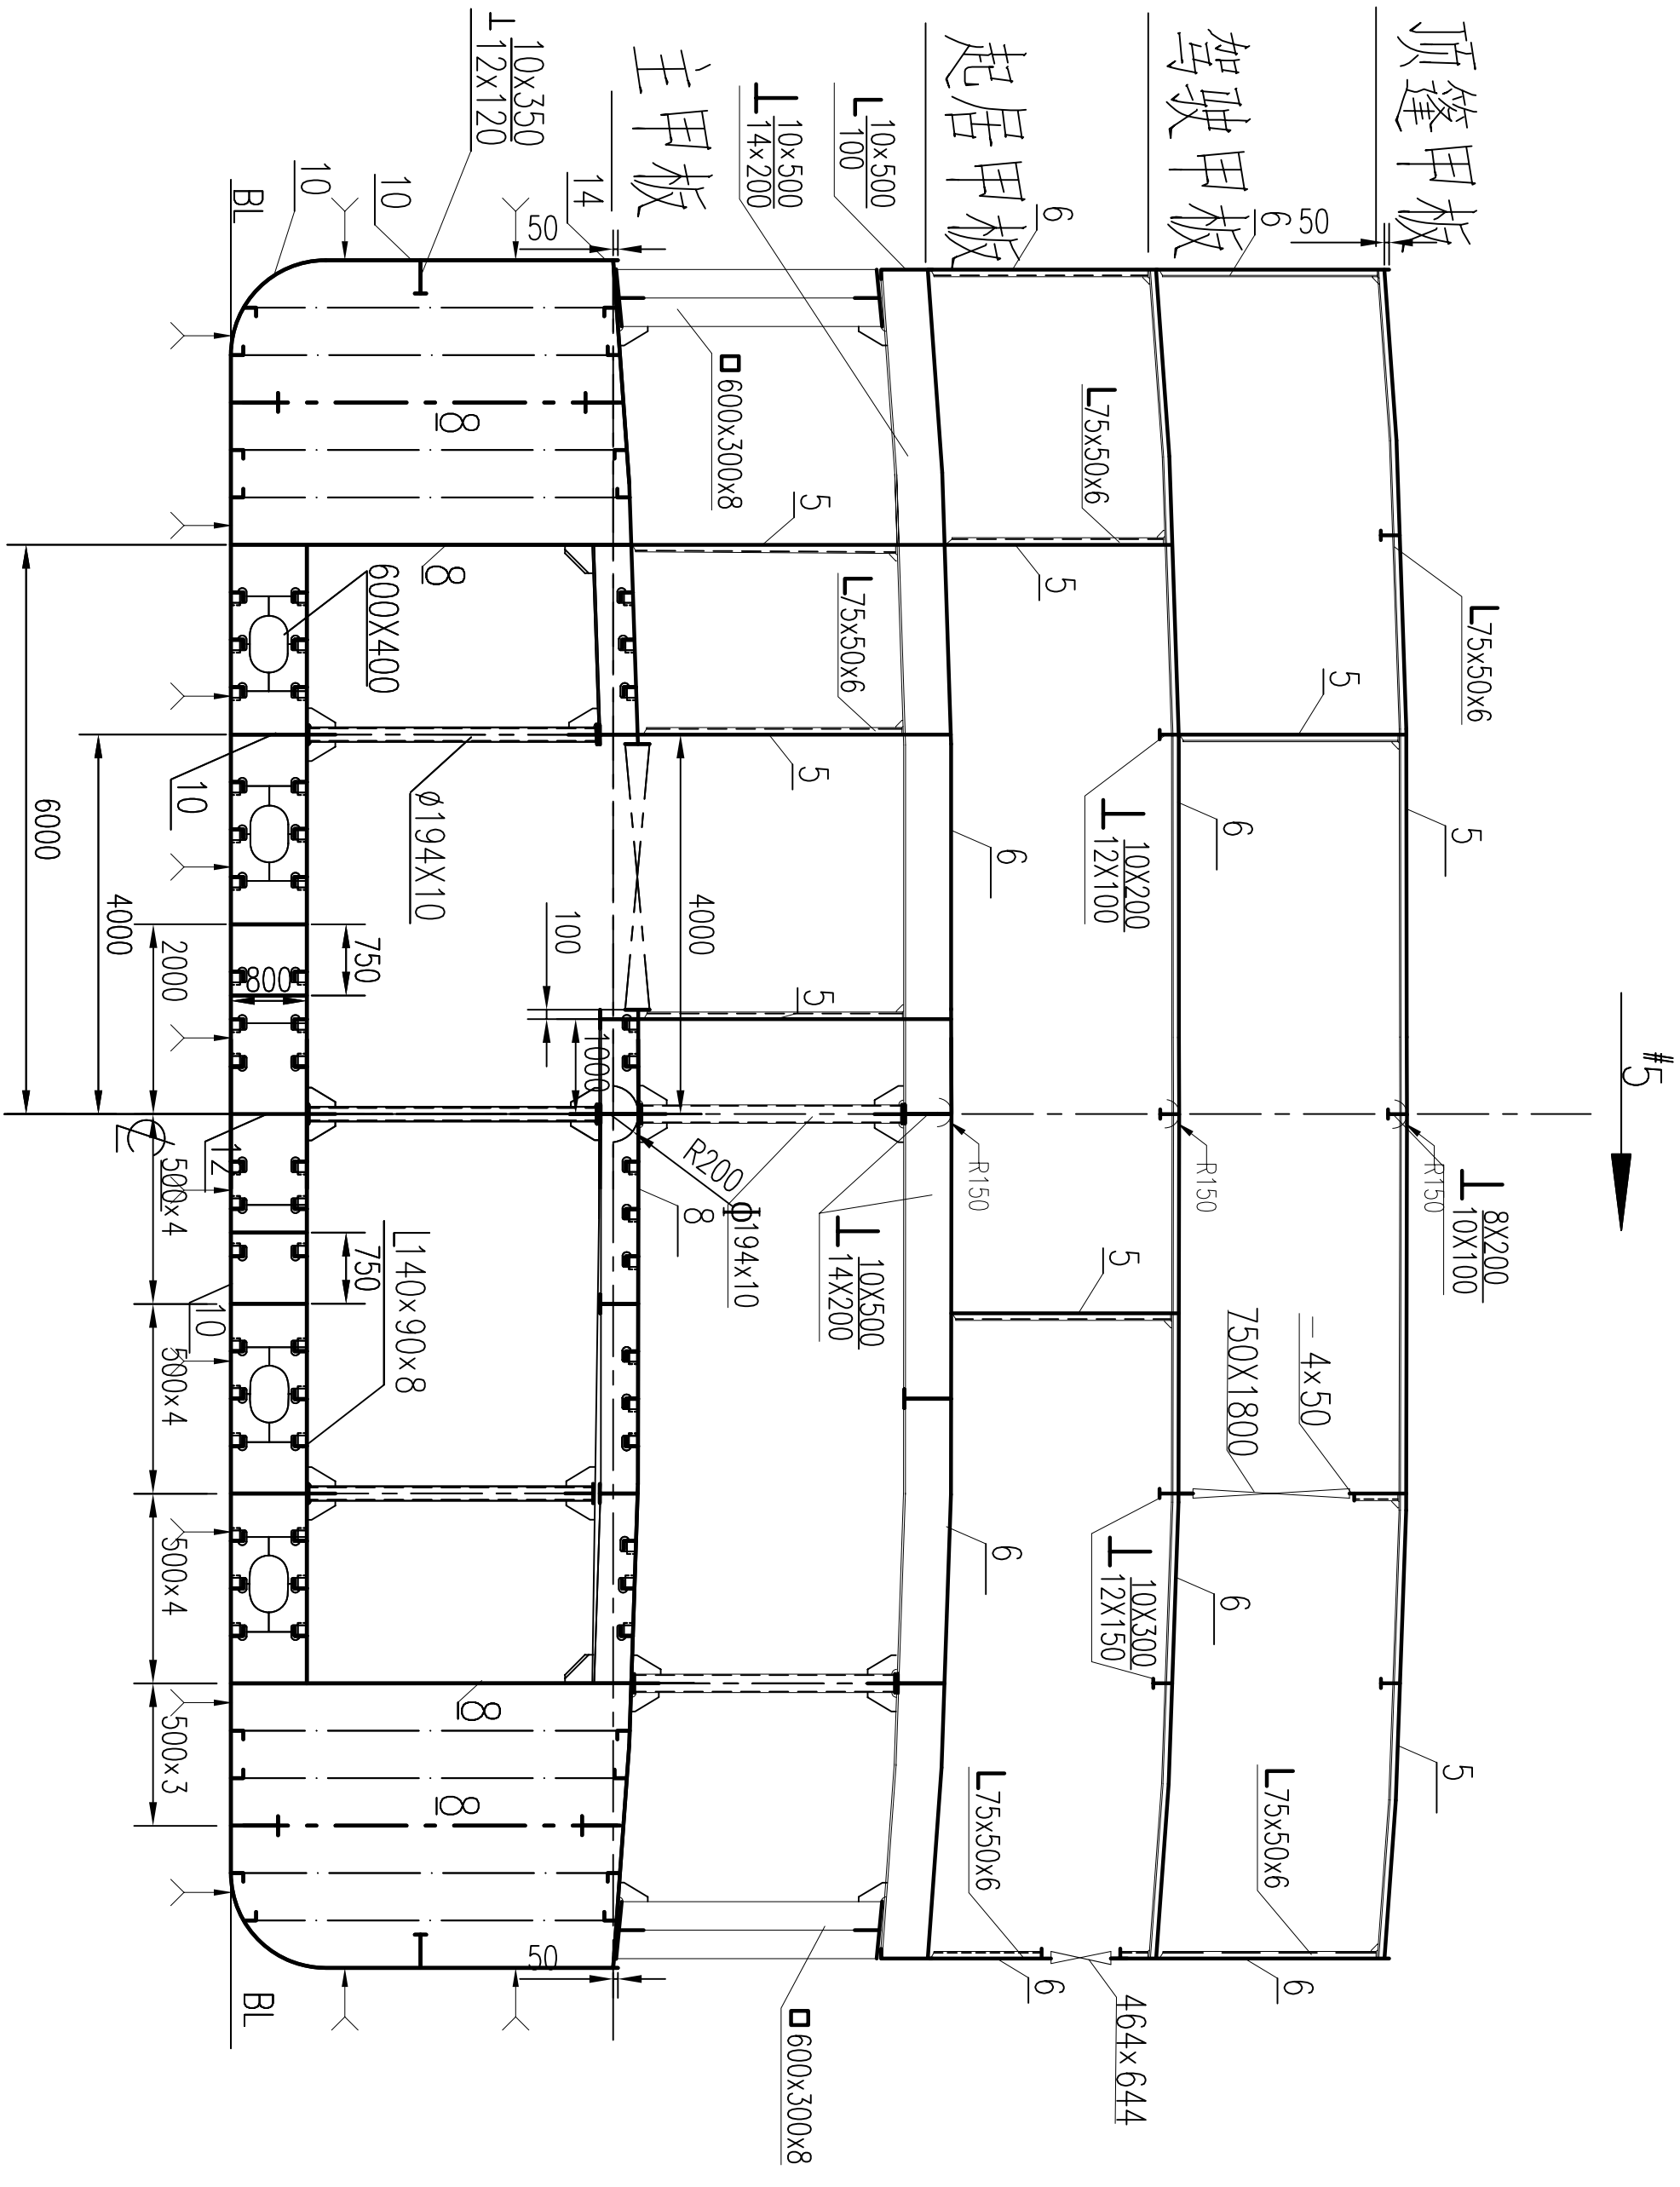 #5
顶篷甲板
驾驶甲板
起居甲板
主甲板
50
6
6
L75x50x6
5
5
⊥ 8X200
10X100
R150
R150
R150
5
L75x50x6
L75x50x6
5
6
⊥ 10X200
12X100
— 4x50
750X1800
5
⊥ 10X300
12X150
6
L75x50x6
6
464x644
6
6
L 10x500
100
⊥ 10x500
14x200
□ 600x300x8
5
L75x50x6
5
6
4000
5
100
1000
R200
ϕ194x10
8
⊥ 10X500
14X200
6
□ 600x300x8
⊥ 10x350
12x120
14
50
10
10
BL
8
8
600X400
10
ø194X10
750
800
12
750
L140x90x8
10
8
8
50
BL
6000
4000
2000
500x4
500x4
500x4
500x3